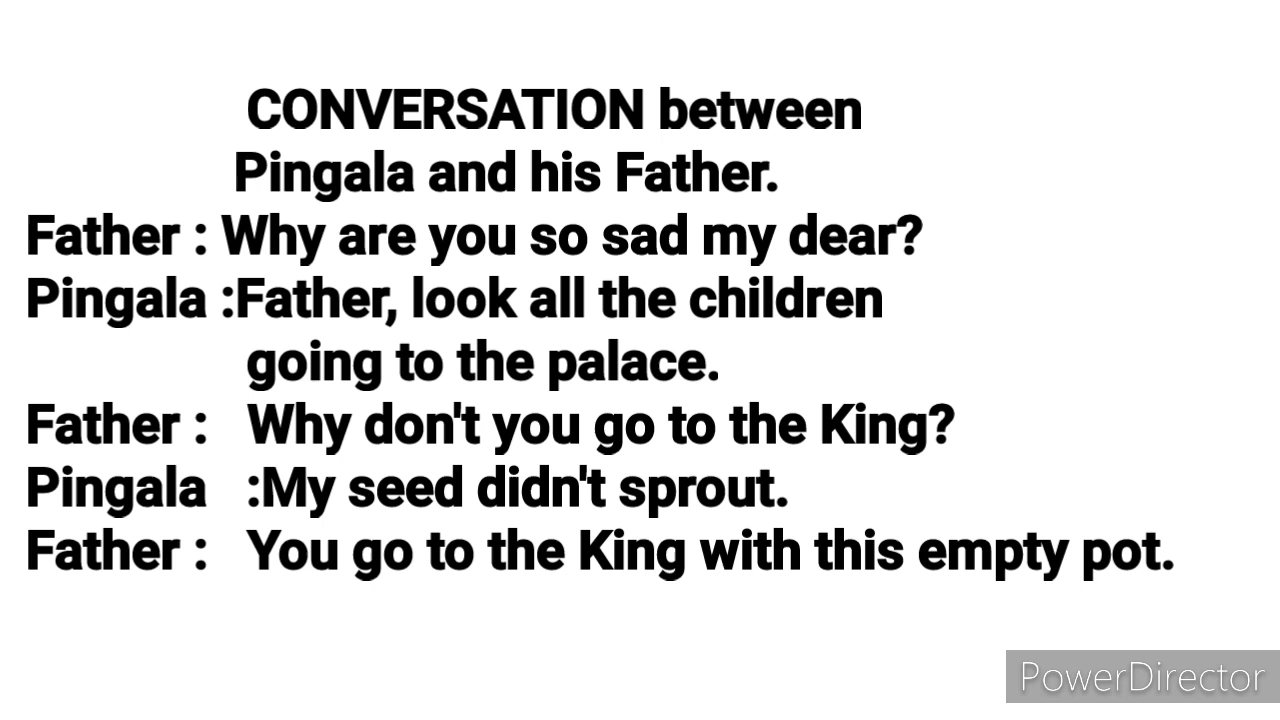 CONVERSATION between
Pingala and his Father.
Father : Why are you so sad my dear?
Pingala :Father, look all the children
going to the palace.
Father : Why don't you go to the King?
Pingala :My seed didn't sprout.
Father : You go to the King with this empty pot.
PowerDirector